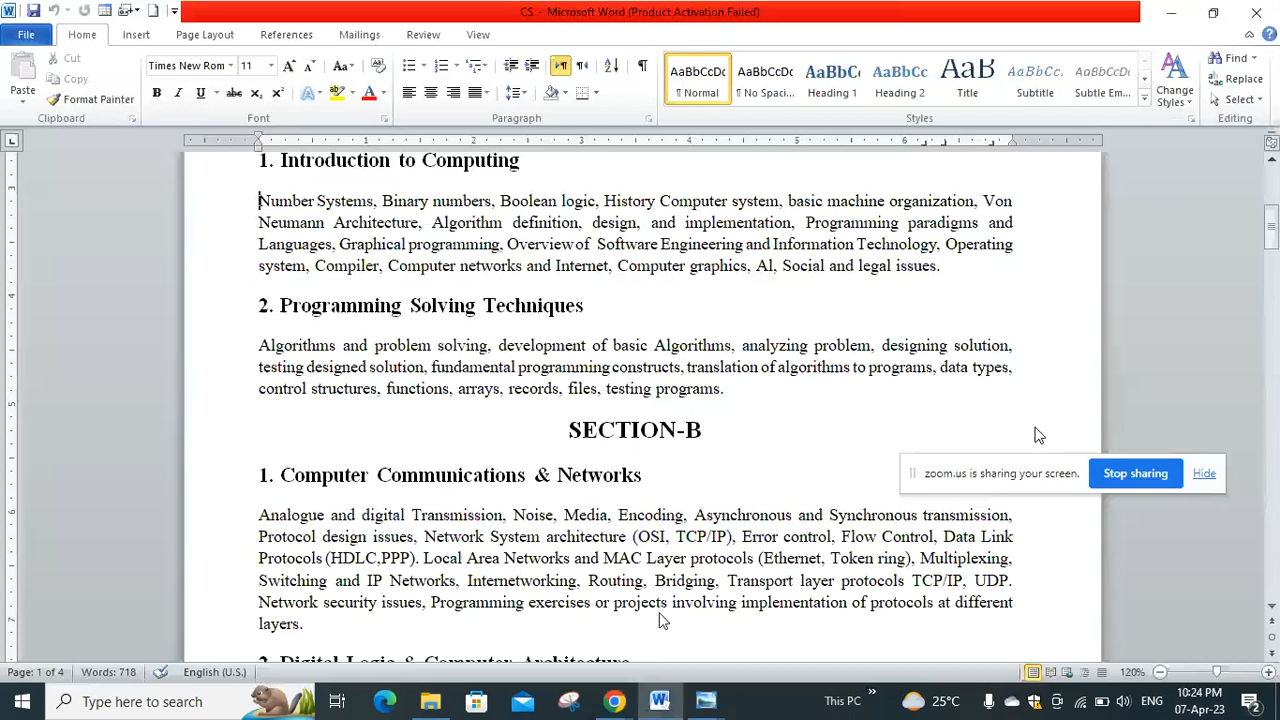 CS. - Microsoft Word (Product Activation Failed)
File Home Insert Page Layout References Mailings Review View
Paste
Cut
Copy
Format Painter
Clipboard
Times New Rom 11
Font
Paragraph
AaBbCcDc AaBbCcDc AaBbC AaBbCc AaB AaBbCc. AaBbCcDc
¶ Normal ¶ No Spaci... Heading 1 Heading 2 Title Subtitle Subtle Em...
Change Styles
Styles
Find
Replace
Select
Editing
1. Introduction to Computing
Number Systems, Binary numbers, Boolean logic, History Computer system, basic machine organization, Von
Neumann Architecture, Algorithm definition, design, and implementation, Programming paradigms and
Languages, Graphical programming, Overview of Software Engineering and Information Technology, Operating
system, Compiler, Computer networks and Internet, Computer graphics, Al, Social and legal issues.
2. Programming Solving Techniques
Algorithms and problem solving, development of basic Algorithms, analyzing problem, designing solution,
testing designed solution, fundamental programming constructs, translation of algorithms to programs, data types,
control structures, functions, arrays, records, files, testing programs.
SECTION-B
1. Computer Communications & Networks
zoom.us is sharing your screen. Stop sharing Hide
Analogue and digital Transmission, Noise, Media, Encoding, Asynchronous and Synchronous transmission,
Protocol design issues, Network System architecture (OSI, TCP/IP), Error control, Flow Control, Data Link
Protocols (HDLC,PPP). Local Area Networks and MAC Layer protocols (Ethernet, Token ring), Multiplexing,
Switching and IP Networks, Internetworking, Routing, Bridging, Transport layer protocols TCP/IP, UDP.
Network security issues, Programming exercises or projects involving implementation of protocols at different
layers.
2. Digital Logic & Computer Architecture
Page: 1 of 4 Words: 718 English (U.S.) 120%
Type here to search
This PC 25°C ENG
10:24 PM
07-Apr-23